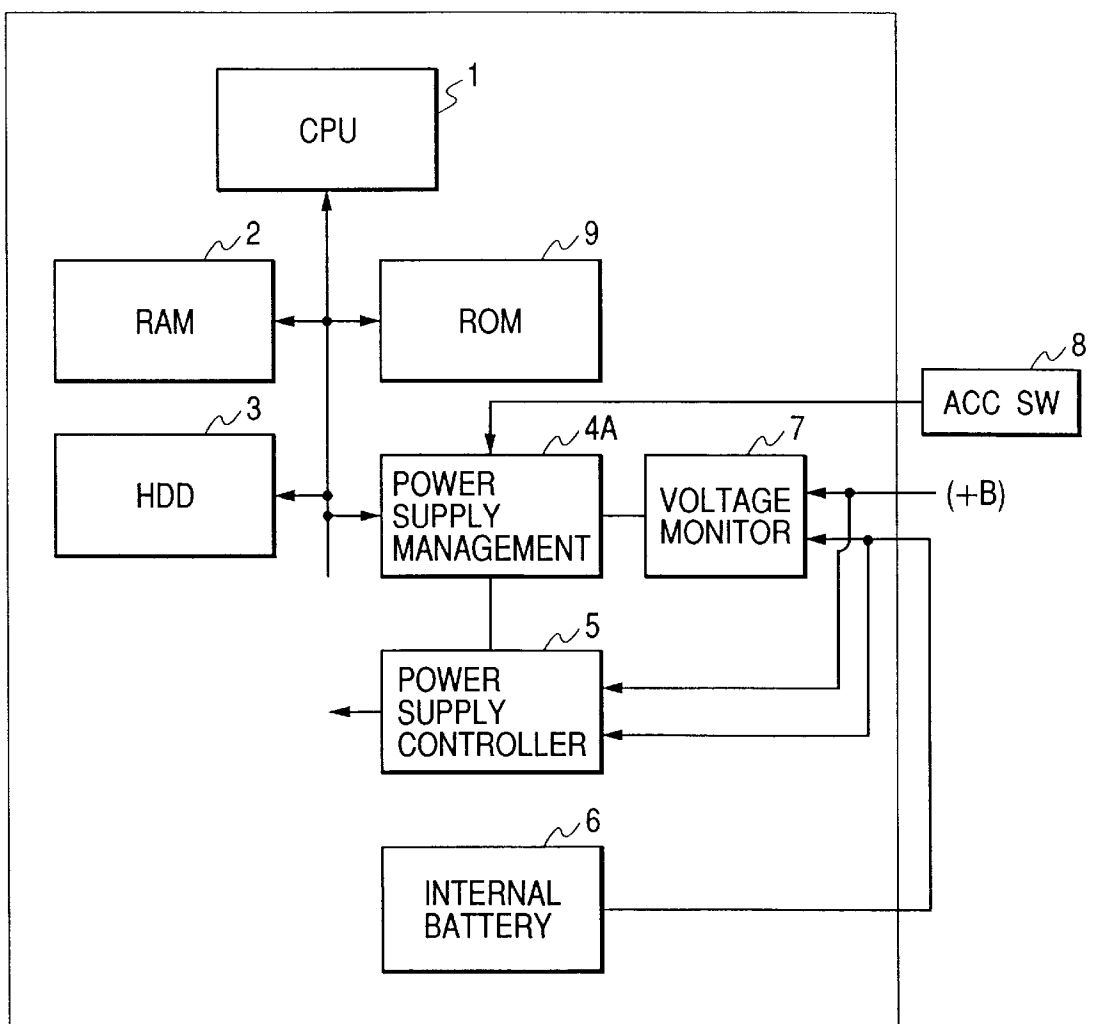 1
CPU
2
9
RAM
ROM
8
ACC SW
3
4A
7
HDD
POWER
SUPPLY
MANAGEMENT
VOLTAGE
MONITOR
(+B)
5
POWER
SUPPLY
CONTROLLER
6
INTERNAL
BATTERY